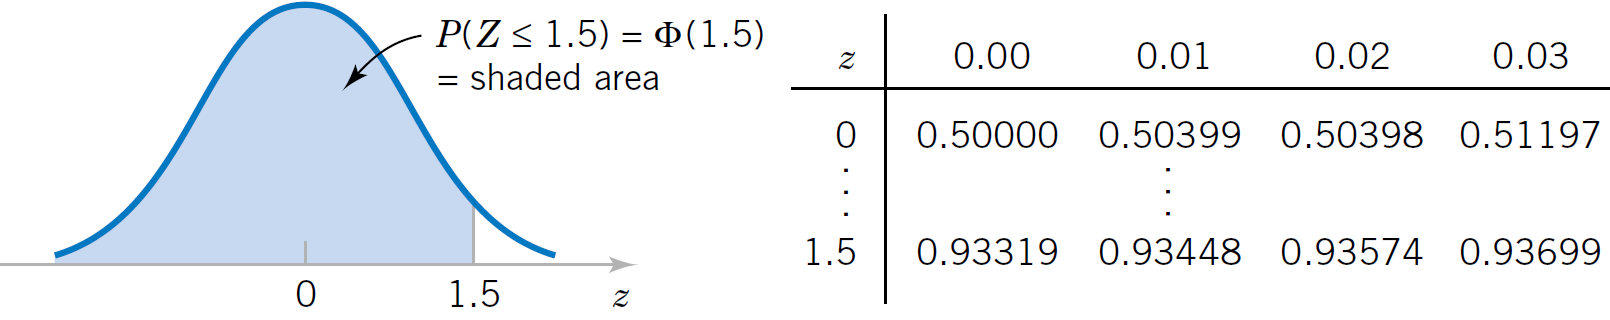 P(Z ≤ 1.5) = Φ(1.5)
= shaded area
0 1.5 z
z 0.00 0.01 0.02 0.03
0 0.50000 0.50399 0.50398 0.51197
⋮ ⋮
1.5 0.93319 0.93448 0.93574 0.93699